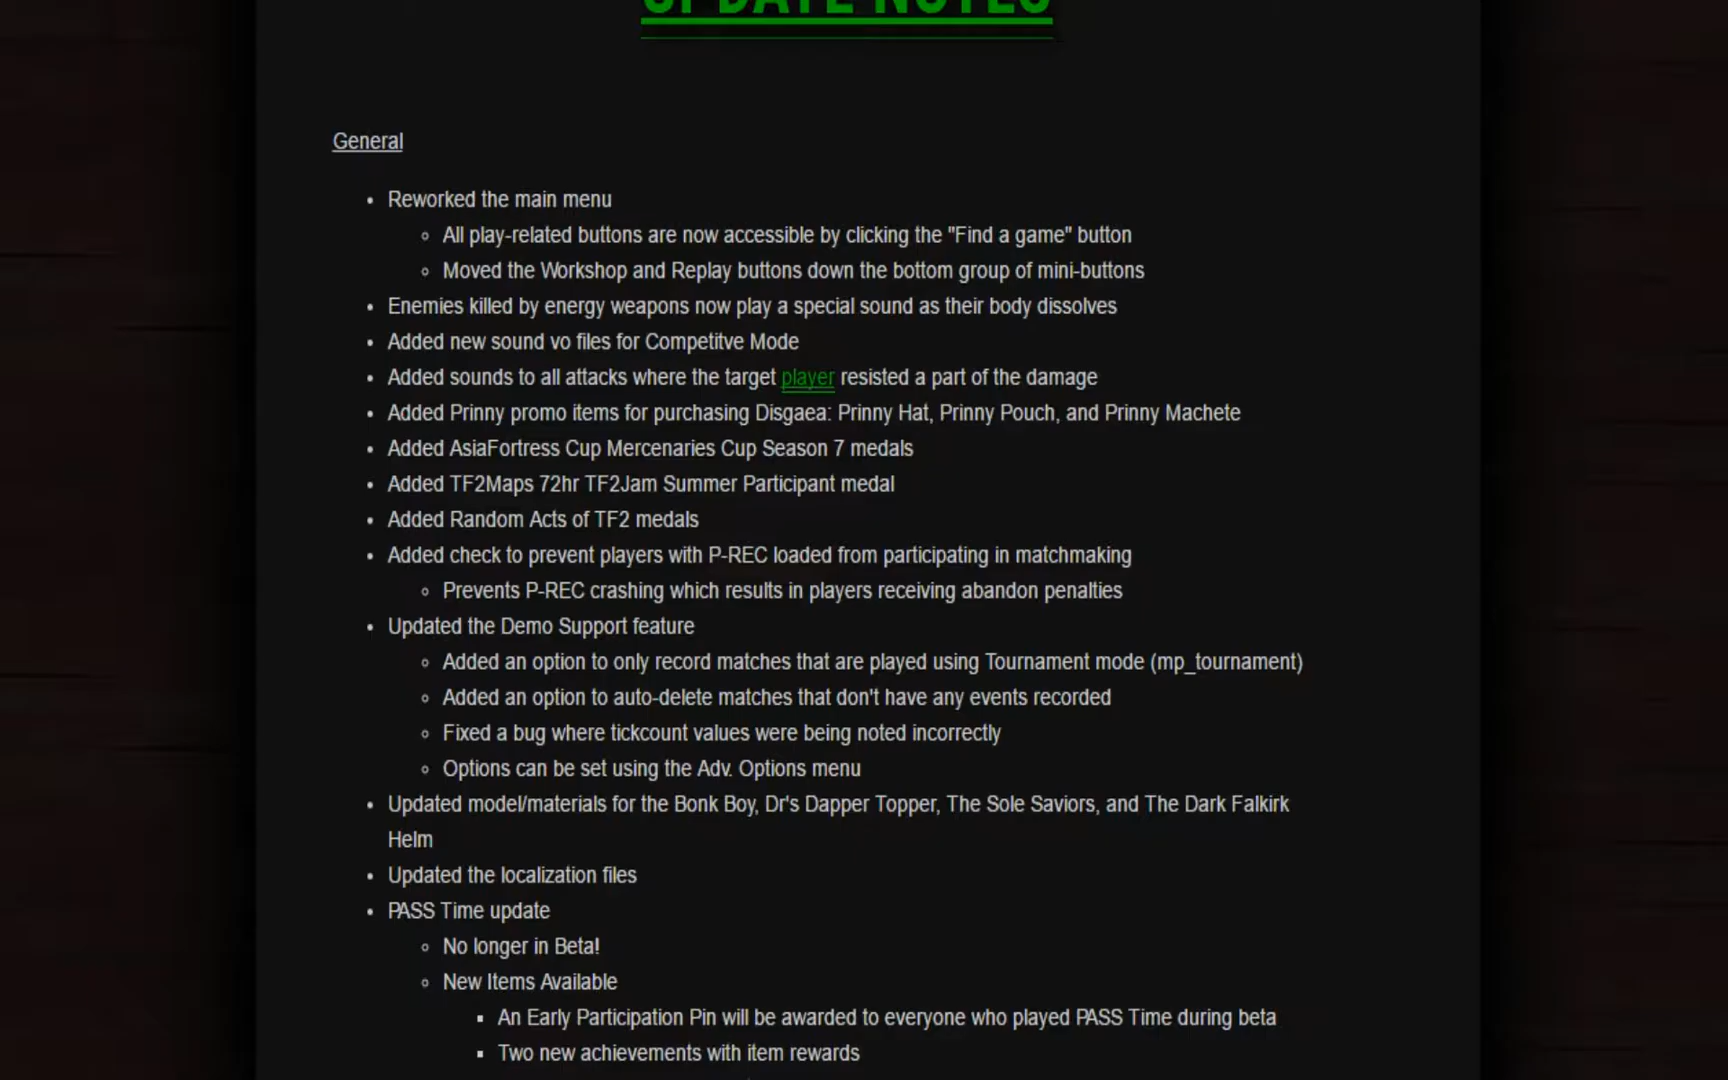 UPDATE NOTES
General
• Reworked the main menu
◦ All play-related buttons are now accessible by clicking the "Find a game" button
◦ Moved the Workshop and Replay buttons down the bottom group of mini-buttons
• Enemies killed by energy weapons now play a special sound as their body dissolves
• Added new sound vo files for Competitve Mode
• Added sounds to all attacks where the target player resisted a part of the damage
• Added Prinny promo items for purchasing Disgaea: Prinny Hat, Prinny Pouch, and Prinny Machete
• Added AsiaFortress Cup Mercenaries Cup Season 7 medals
• Added TF2Maps 72hr TF2Jam Summer Participant medal
• Added Random Acts of TF2 medals
• Added check to prevent players with P-REC loaded from participating in matchmaking
◦ Prevents P-REC crashing which results in players receiving abandon penalties
• Updated the Demo Support feature
◦ Added an option to only record matches that are played using Tournament mode (mp_tournament)
◦ Added an option to auto-delete matches that don't have any events recorded
◦ Fixed a bug where tickcount values were being noted incorrectly
◦ Options can be set using the Adv. Options menu
• Updated model/materials for the Bonk Boy, Dr's Dapper Topper, The Sole Saviors, and The Dark Falkirk
Helm
• Updated the localization files
• PASS Time update
◦ No longer in Beta!
◦ New Items Available
▪ An Early Participation Pin will be awarded to everyone who played PASS Time during beta
▪ Two new achievements with item rewards